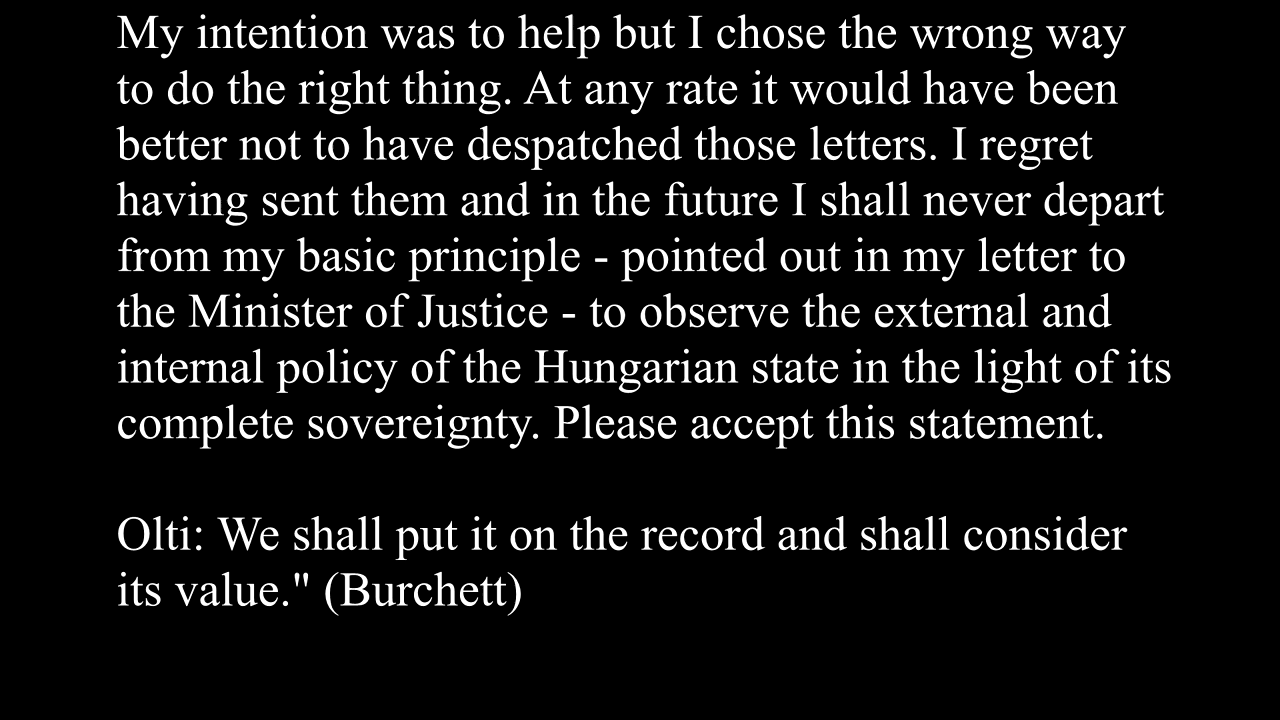 My intention was to help but I chose the wrong way
to do the right thing. At any rate it would have been
better not to have despatched those letters. I regret
having sent them and in the future I shall never depart
from my basic principle - pointed out in my letter to
the Minister of Justice - to observe the external and
internal policy of the Hungarian state in the light of its
complete sovereignty. Please accept this statement.

Olti: We shall put it on the record and shall consider
its value." (Burchett)